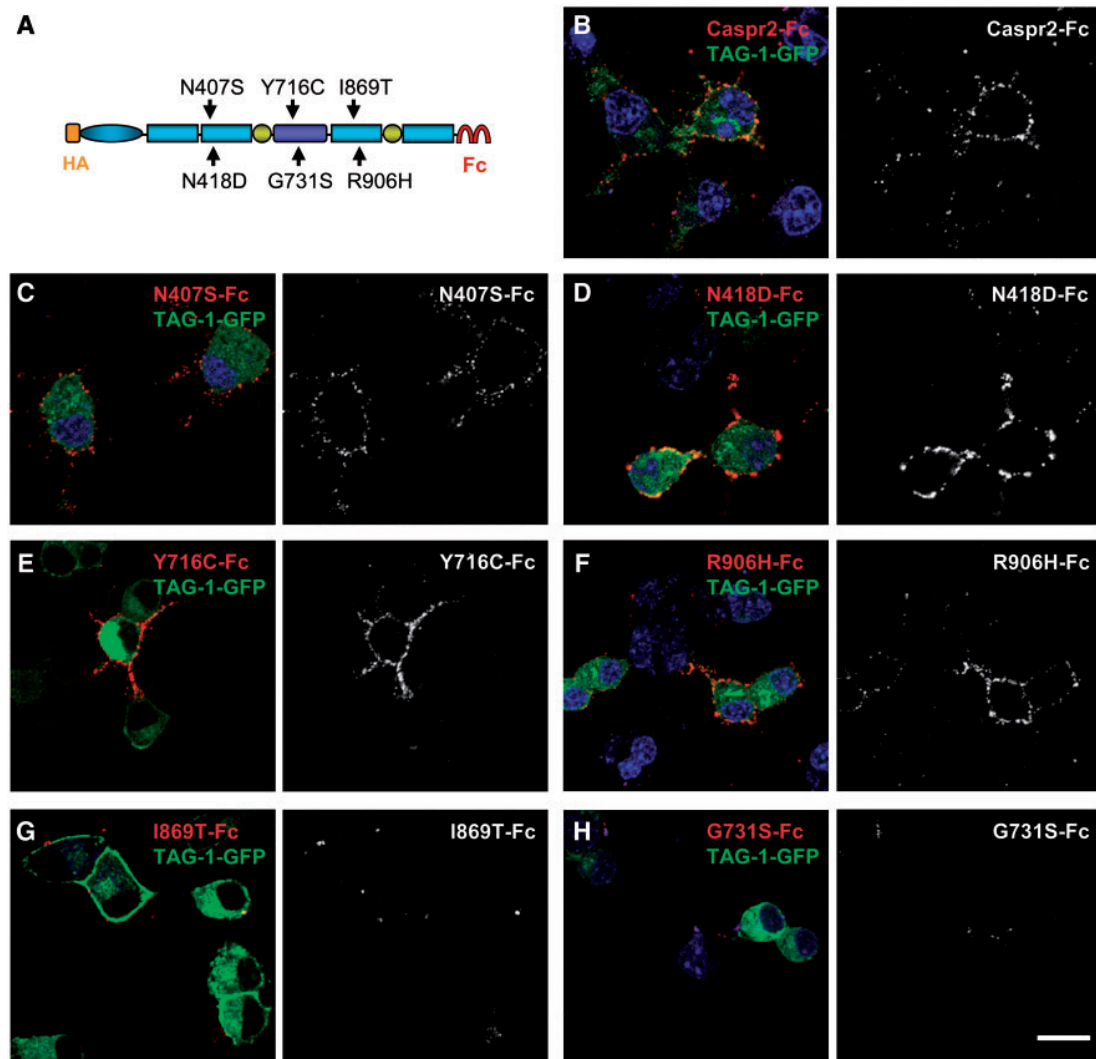 A
N407S Y716C I869T
HA
Fc
N418D G731S R906H
B
Caspr2-Fc
TAG-1-GFP
Caspr2-Fc
C
N407S-Fc
TAG-1-GFP
N407S-Fc
D
N418D-Fc
TAG-1-GFP
N418D-Fc
E
Y716C-Fc
TAG-1-GFP
Y716C-Fc
F
R906H-Fc
TAG-1-GFP
R906H-Fc
G
I869T-Fc
TAG-1-GFP
I869T-Fc
H
G731S-Fc
TAG-1-GFP
G731S-Fc